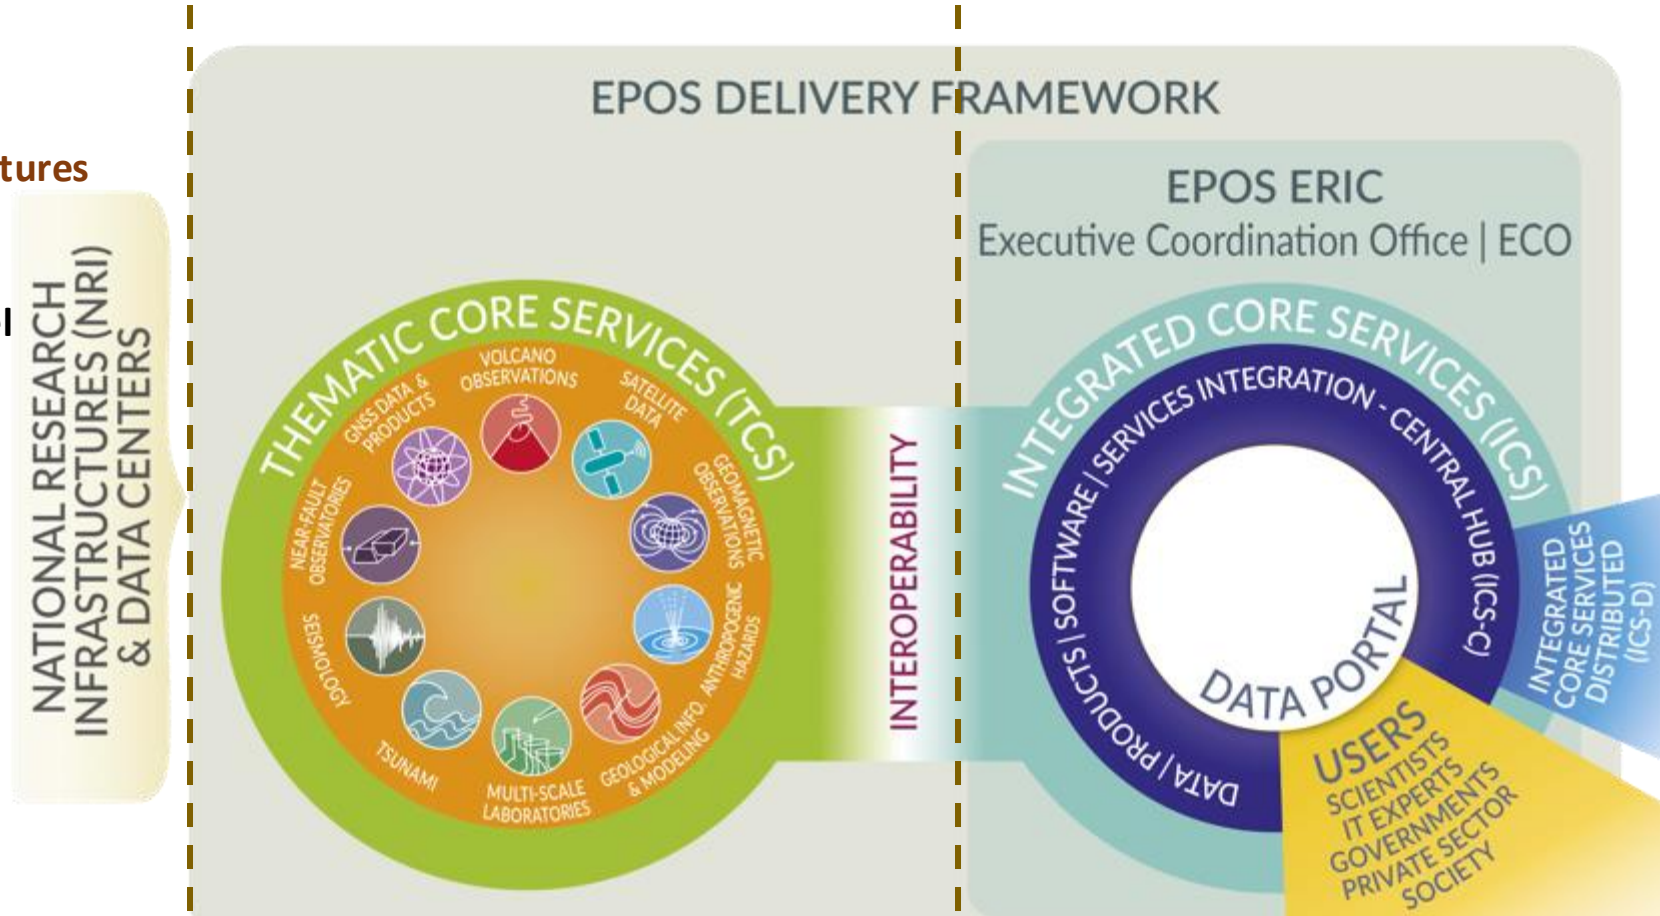 tures
l
NATIONAL RESEARCH
INFRASTRUCTURES (NRI)
& DATA CENTERS
EPOS DELIVERY FRAMEWORK
EPOS ERIC
Executive Coordination Office | ECO
THEMATIC CORE SERVICES (TCS)
VOLCANO
OBSERVATIONS
SATELLITE
DATA
GEOMAGNETIC
OBSERVATIONS
ANTHROPOGENIC
HAZARDS
GEOLOGICAL INFO.
& MODELING
MULTI-SCALE
LABORATORIES
TSUNAMI
SEISMOLOGY
NEAR-FAULT
OBSERVATORIES
GNSS DATA &
PRODUCTS
INTEROPERABILITY
INTEGRATED CORE SERVICES (ICS)
DATA | PRODUCTS | SOFTWARE | SERVICES INTEGRATION - CENTRAL HUB (ICS-C)
DATA PORTAL
INTEGRATED
CORE SERVICES
DISTRIBUTED
(ICS-D)
USERS
SCIENTISTS
IT EXPERTS
GOVERNMENTS
PRIVATE SECTOR
SOCIETY